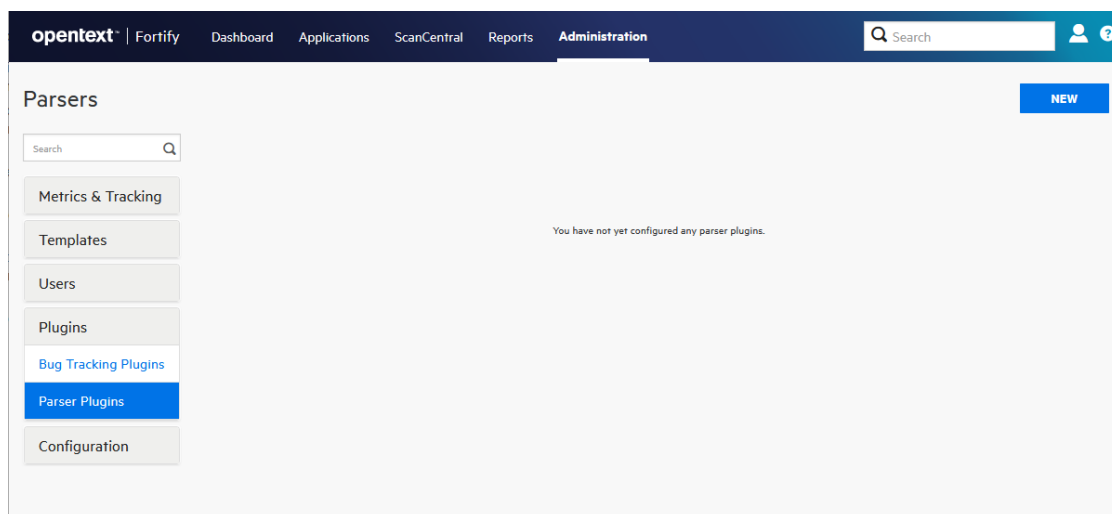 opentext™ | Fortify Dashboard Applications ScanCentral Reports Administration Search ?
Parsers NEW
Search
Metrics & Tracking
Templates
You have not yet configured any parser plugins.
Users
Plugins
Bug Tracking Plugins
Parser Plugins
Configuration